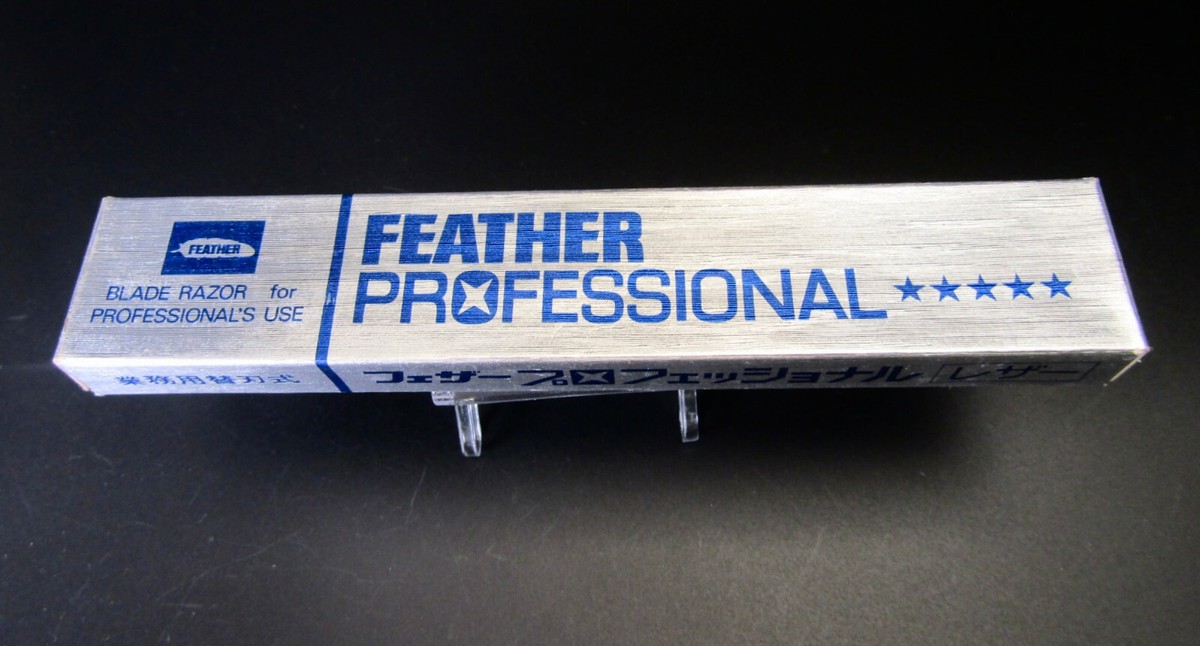 FEATHER
BLADE RAZOR for
PROFESSIONAL'S USE
FEATHER
PROFESSIONAL ★★★★★
業務用替刃式
フェザープロフェッショナル レザー